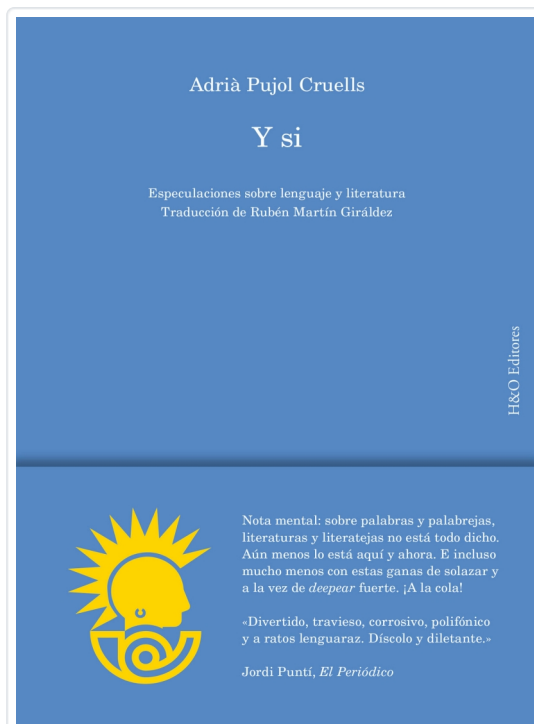 Adrià Pujol Cruells
Y si
Especulaciones sobre lenguaje y literatura
Traducción de Rubén Martín Giráldez
H&O Editores
Nota mental: sobre palabras y palabrejas,
literaturas y literatejas no está todo dicho.
Aún menos lo está aquí y ahora. E incluso
mucho menos con estas ganas de solazar y
a la vez de deepear fuerte. ¡A la cola!
«Divertido, travieso, corrosivo, polifónico
y a ratos lenguaraz. Díscolo y diletante.»
Jordi Puntí, El Periódico